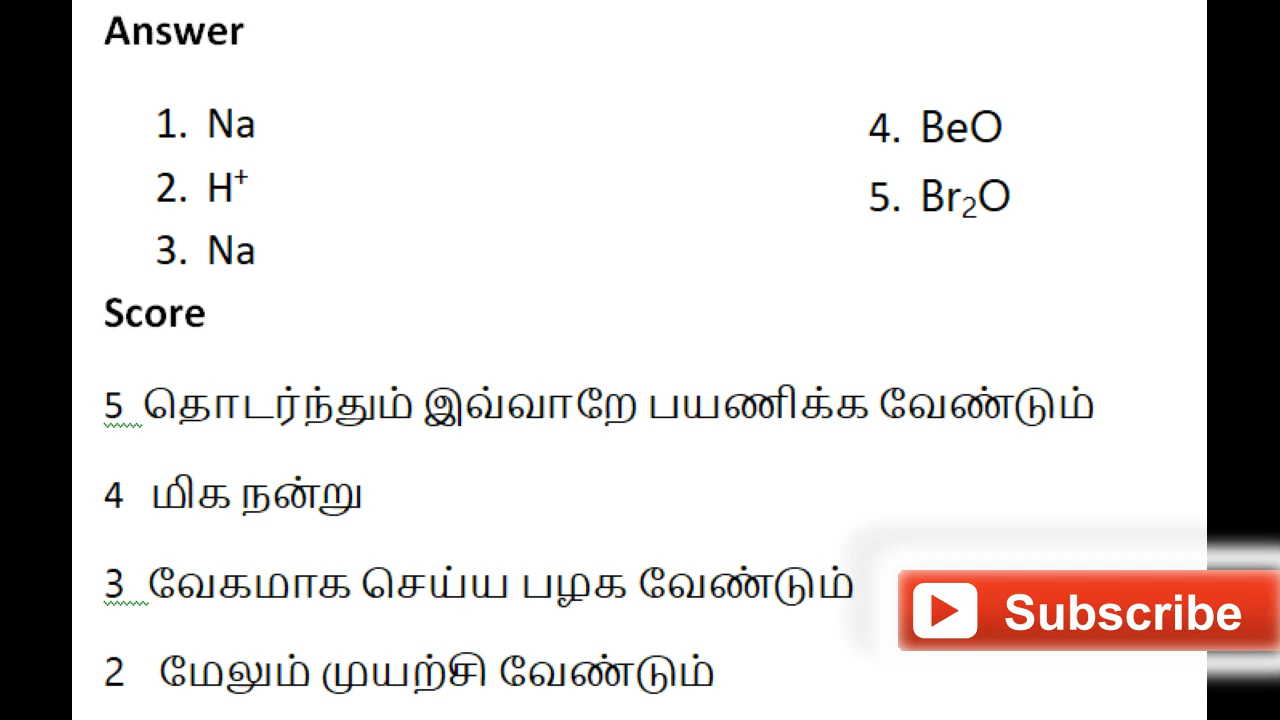 Answer
1. Na
2. H⁺
3. Na
4. BeO
5. Br₂O
Score
5 தொடர்ந்தும் இவ்வாறே பயணிக்க வேண்டும்
4 மிக நன்று
3 வேகமாக செய்ய பழக வேண்டும்
Subscribe
2 மேலும் முயற்சி வேண்டும்